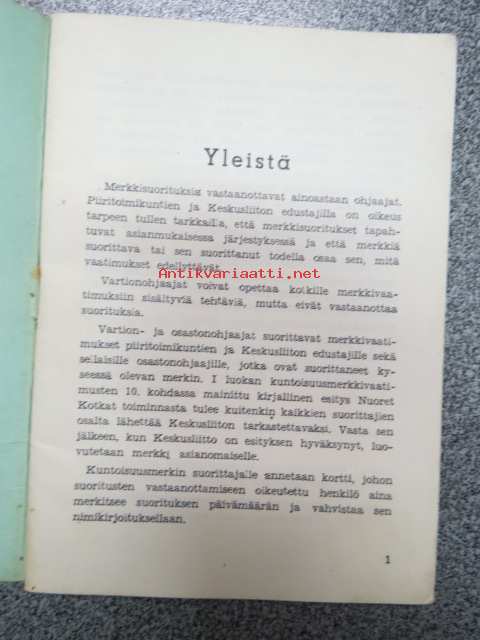 Yleistä
Merkkisuorituksia vastaanottavat ainoastaan ohjaajat.
Piiritoimikuntien ja Keskusliiton edustajilla on oikeus
tarpeen tullen tarkkailla, että merkkisuoritukset tapah-
tuvat asianmukaisessa järjestyksessä ja että merkkiä
suorittava tai sen suorittanut todella osaa sen, mitä
vaatimukset edellyttävät.
Antikvariaatti.net
Vartionohjaajat voivat opettaa kaikille merkkivaa-
timuksiin sisältyviä tehtäviä, mutta eivät vastaanottaa
suorituksia.
Vartion- ja osastonohjaajat suorittavat merkkivaati-
mukset piiritoimikuntien ja Keskusliiton edustajille sekä
sellaisille osastonohjaajille, jotka ovat suorittaneet ky-
seessä olevan merkin. I luokan kuntoisuusmerkkivaati-
musten 10. kohdassa mainittu kirjallinen esitys Nuoret
Kotkat toiminnasta tulee kuitenkin kaikkien suorittajien
osalta lähettää Keskusliiton tarkastettavaksi. Vasta sen
jälkeen, kun Keskusliitto on esityksen hyväksynyt, luo-
vutetaan merkki asianomaiselle.
Kuntoisuusmerkin suorittajalle annetaan kortti, johon
suoritusten vastaanottamiseen oikeutettu henkilö aina
merkitsee suorituksen päivämäärän ja vahvistaa sen
nimikirjoituksellaan.
1